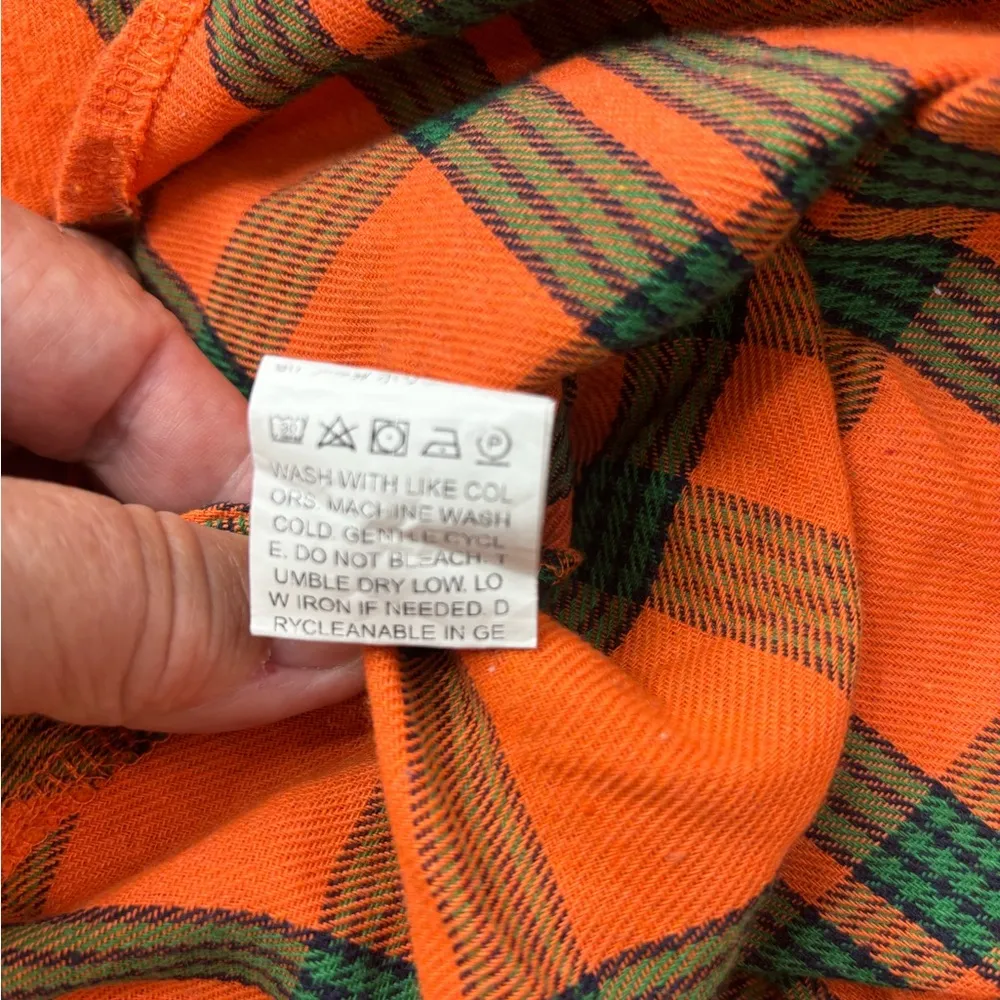 30
P
WASH WITH LIKE COL
ORS. MACHINE WASH
COLD. GENTLE CYCL
E. DO NOT BLEACH. T
UMBLE DRY LOW. LO
W IRON IF NEEDED. D
RYCLEANABLE IN GE